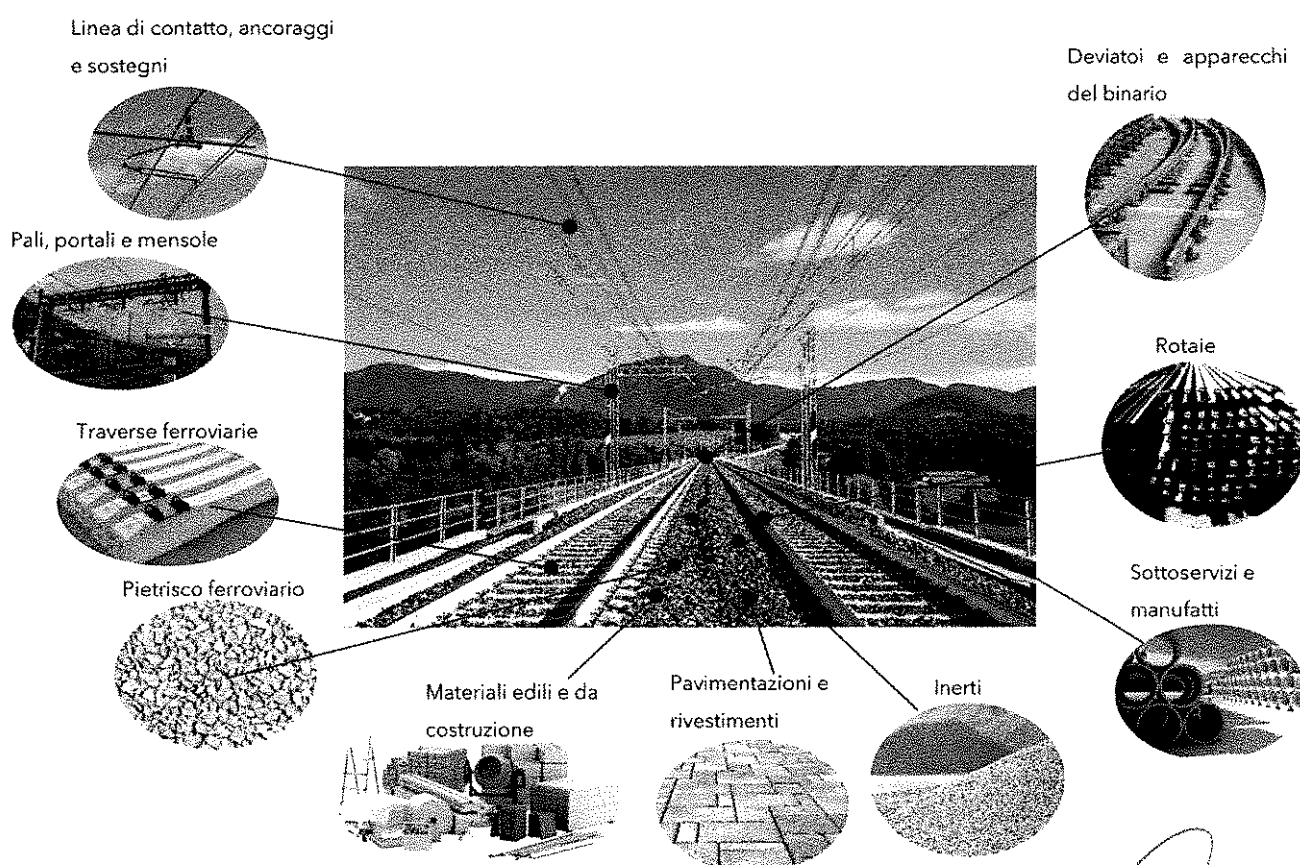 Linea di contatto, ancoraggi
e sostegni
Deviatoi e apparecchi
del binario
Pali, portali e mensole
Rotaie
Traverse ferroviarie
Sottoservizi e
manufatti
Pietrisco ferroviario
Materiali edili e da
costruzione
Pavimentazioni e
rivestimenti
Inerti